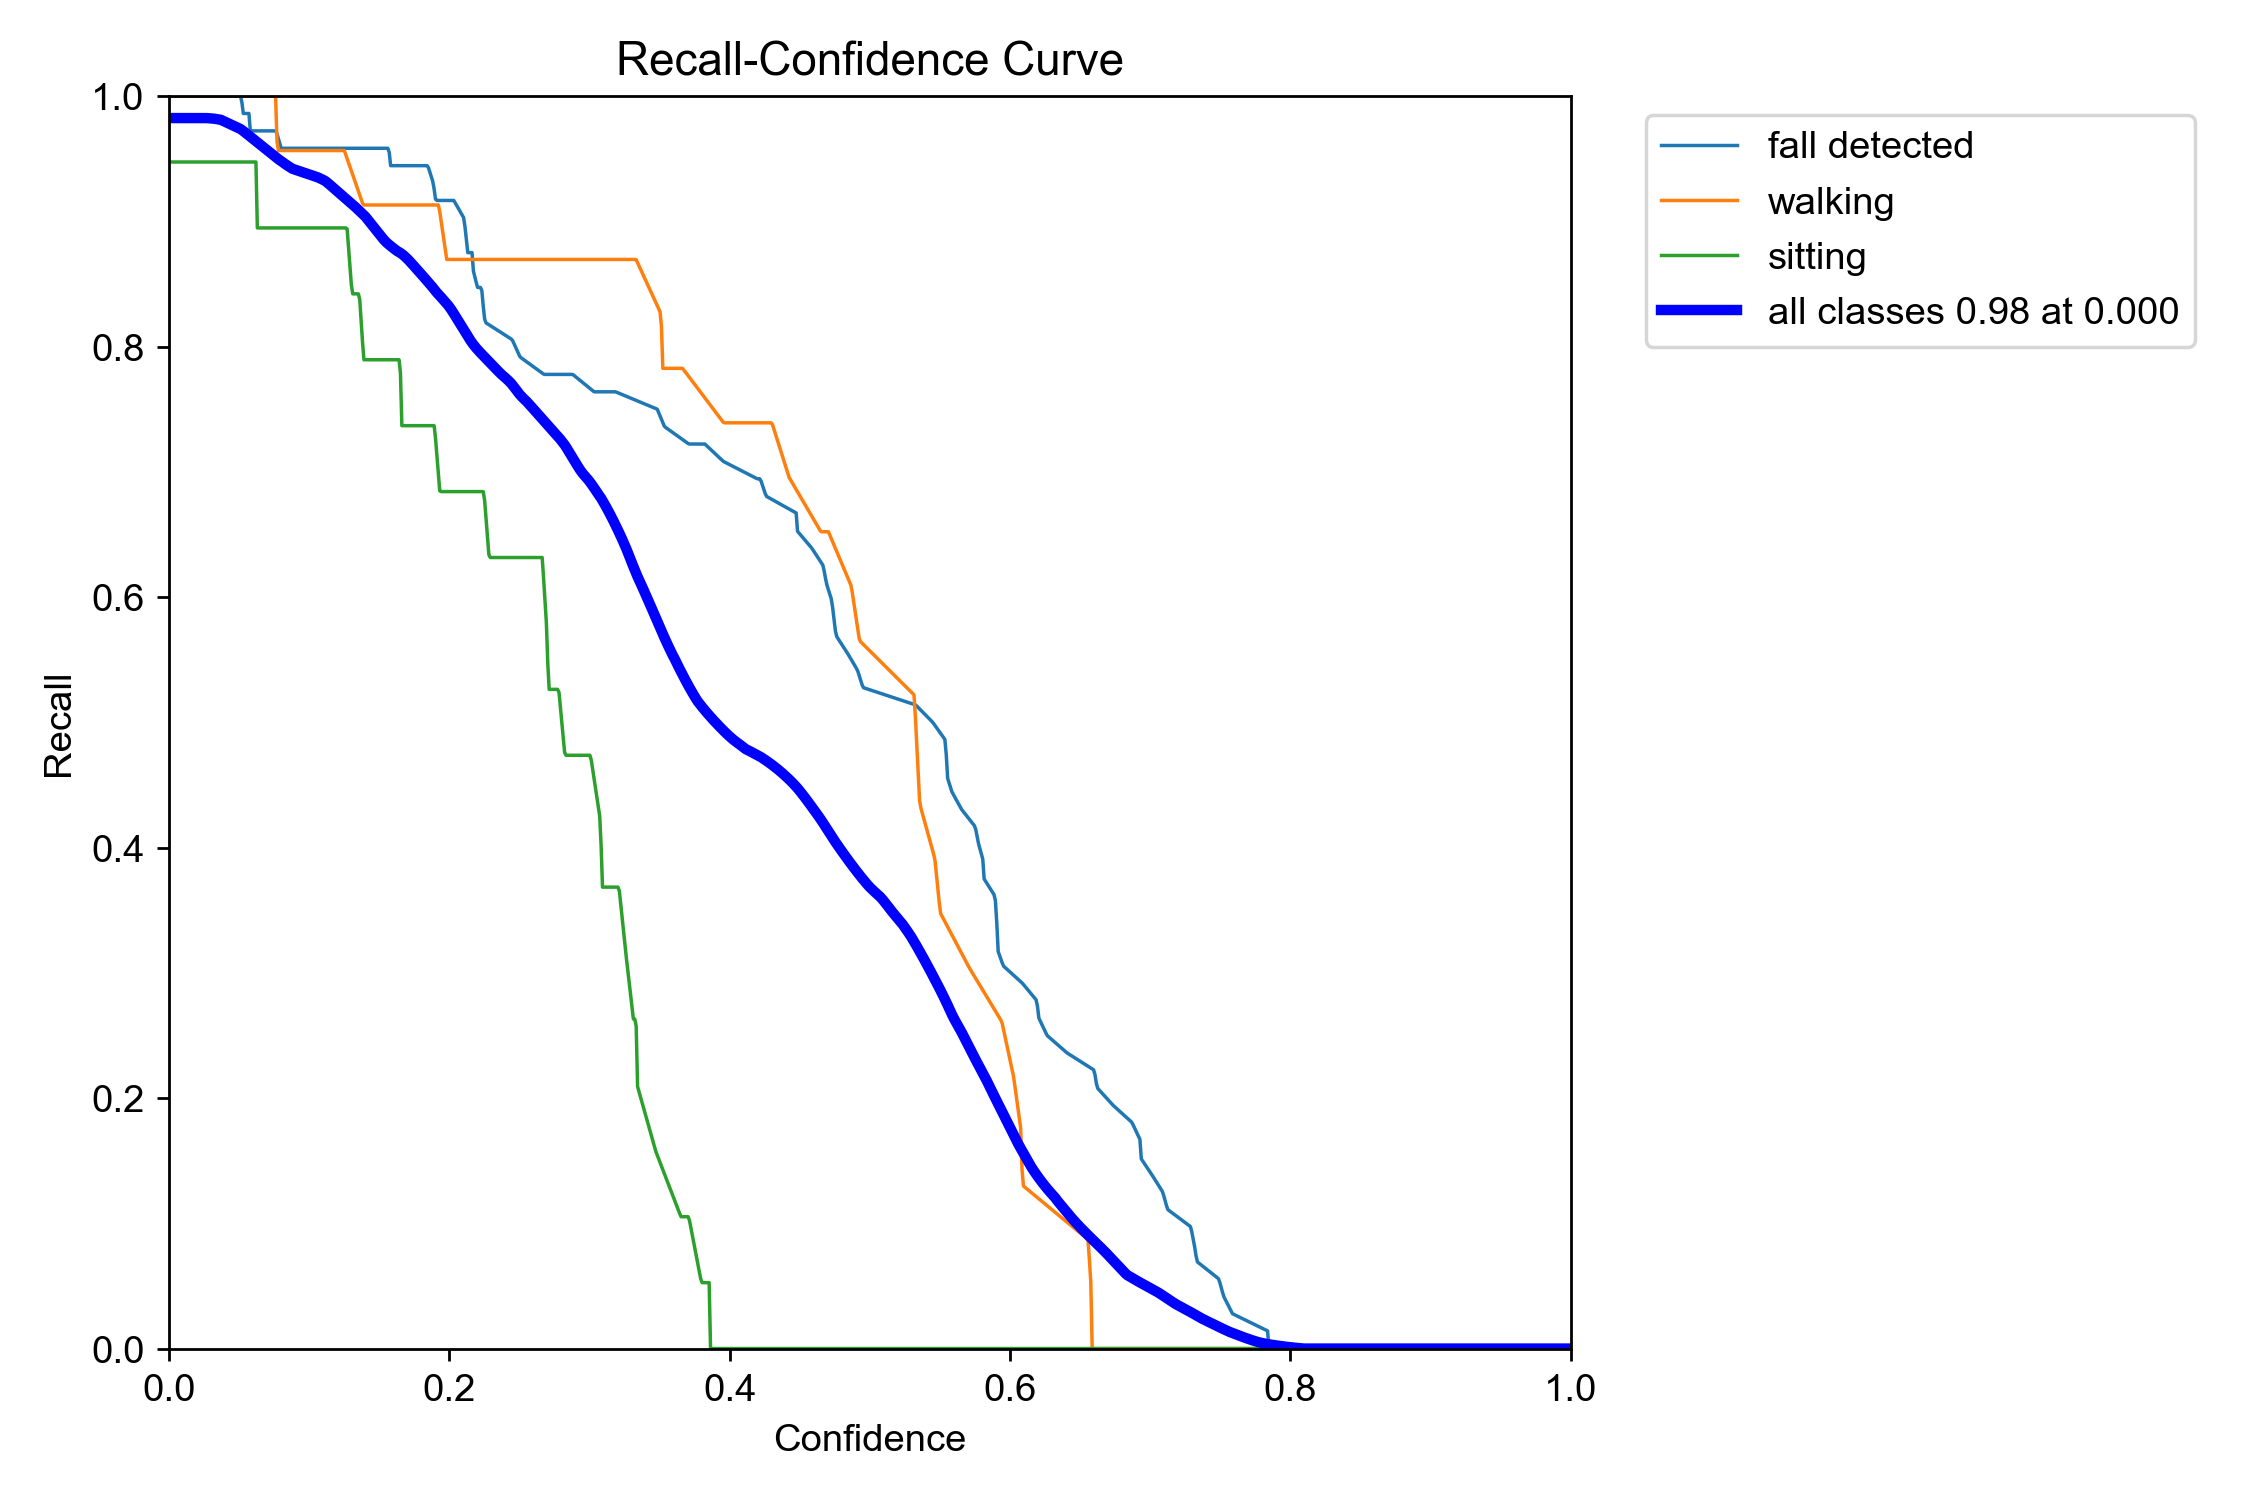 Recall-Confidence Curve
1.0
0.8
0.6
0.4
0.2
0.0
Recall
0.0 0.2 0.4 0.6 0.8 1.0
Confidence
fall detected
walking
sitting
all classes 0.98 at 0.000